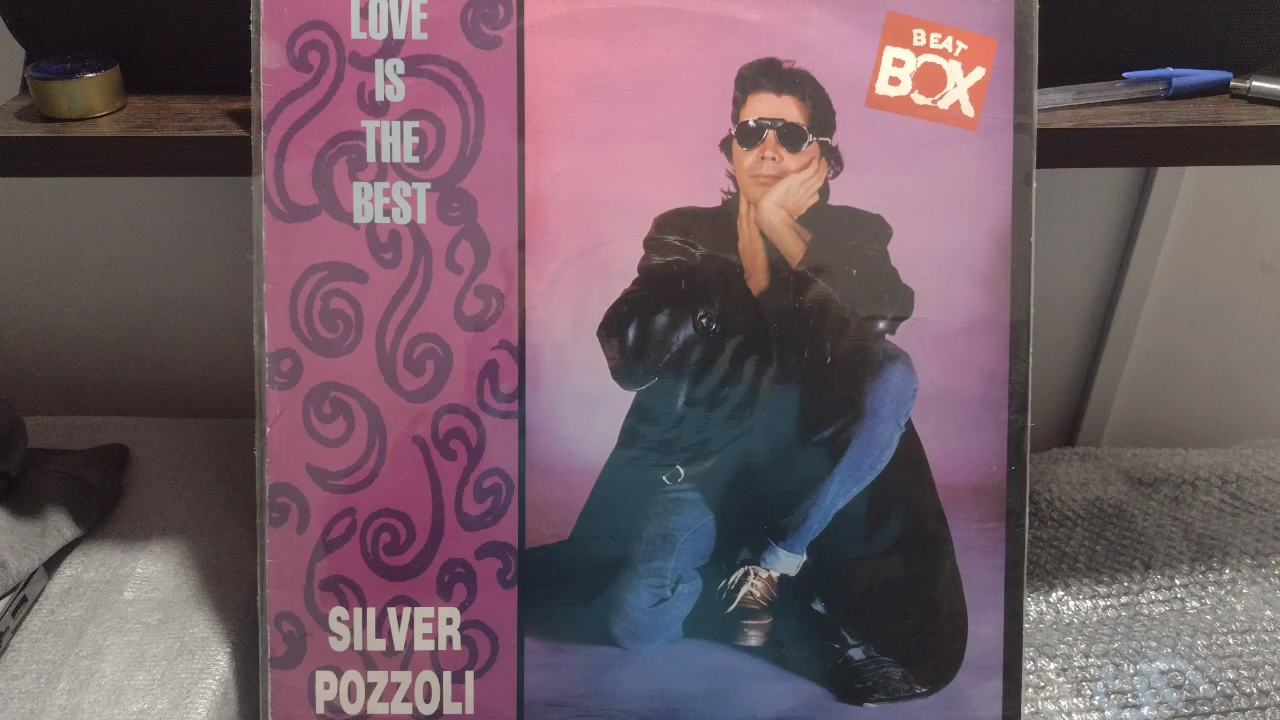 LOVE
IS
THE
BEST
BEAT
BOX
SILVER
POZZOLI